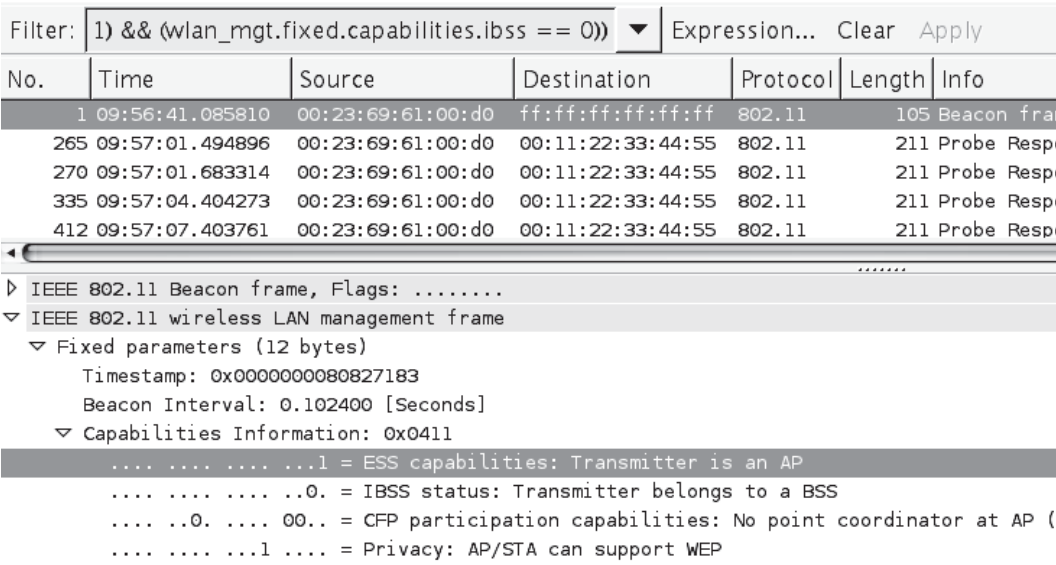 Filter: 1) && (wlan_mgt.fixed.capabilities.ibss == 0)) Expression... Clear Apply
No. Time Source Destination Protocol Length Info
1 09:56:41.085810 00:23:69:61:00:d0 ff:ff:ff:ff:ff:ff 802.11 105 Beacon fra
265 09:57:01.494896 00:23:69:61:00:d0 00:11:22:33:44:55 802.11 211 Probe Resp
270 09:57:01.683314 00:23:69:61:00:d0 00:11:22:33:44:55 802.11 211 Probe Resp
335 09:57:04.404273 00:23:69:61:00:d0 00:11:22:33:44:55 802.11 211 Probe Resp
412 09:57:07.403761 00:23:69:61:00:d0 00:11:22:33:44:55 802.11 211 Probe Resp
IEEE 802.11 Beacon frame, Flags: ........
IEEE 802.11 wireless LAN management frame
Fixed parameters (12 bytes)
Timestamp: 0x0000000080827183
Beacon Interval: 0.102400 [Seconds]
Capabilities Information: 0x0411
.... .... .... ...1 = ESS capabilities: Transmitter is an AP
.... .... .... ..0. = IBSS status: Transmitter belongs to a BSS
.... ..0. .... 00.. = CFP participation capabilities: No point coordinator at AP (
.... .... ...1 .... = Privacy: AP/STA can support WEP